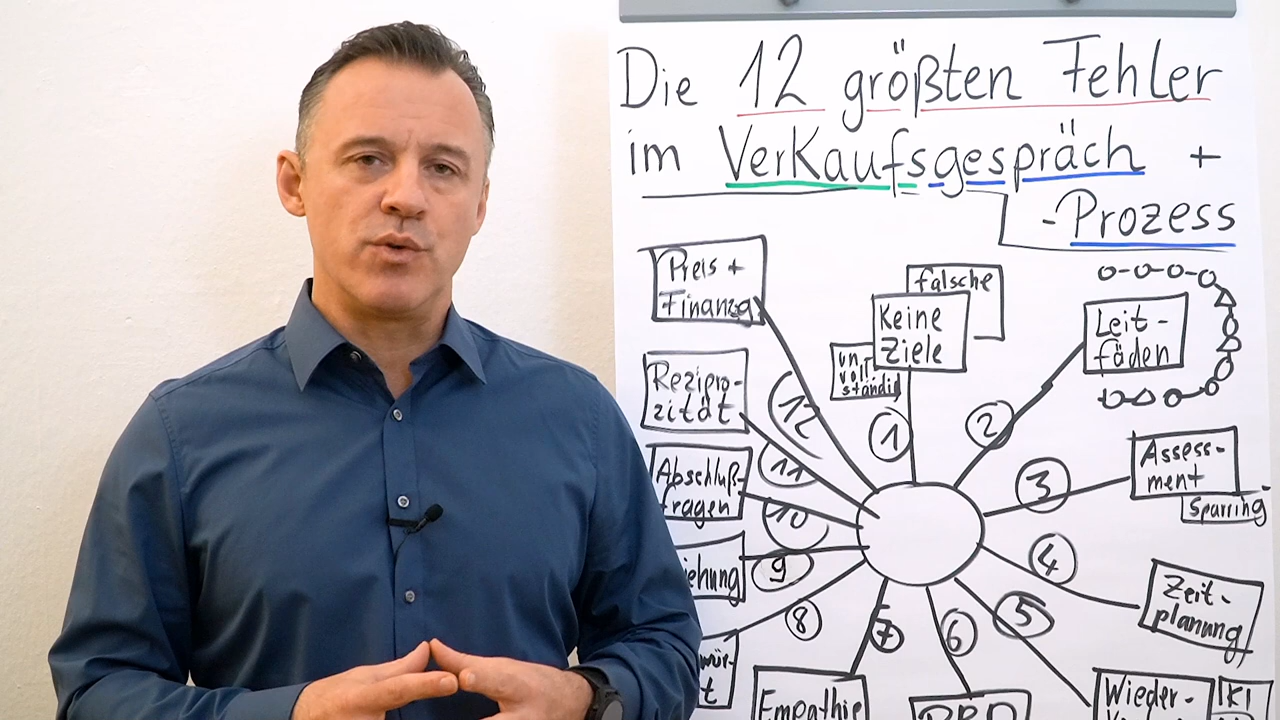 Die 12 größten Fehler
im Verkaufsgespräch +
-Prozess
Preis +
Finanzg
falsche
Keine
Ziele
un
voll
ständig
Leit-
fäden
Rezipro-
zität
12
1
2
Assess-
ment
Sparring
3
Abschluß-
fragen
11
10
iehung
9
4
Zeit-
planung
8
7
6
5
wür-
t
Empathie
Wieder-
KI